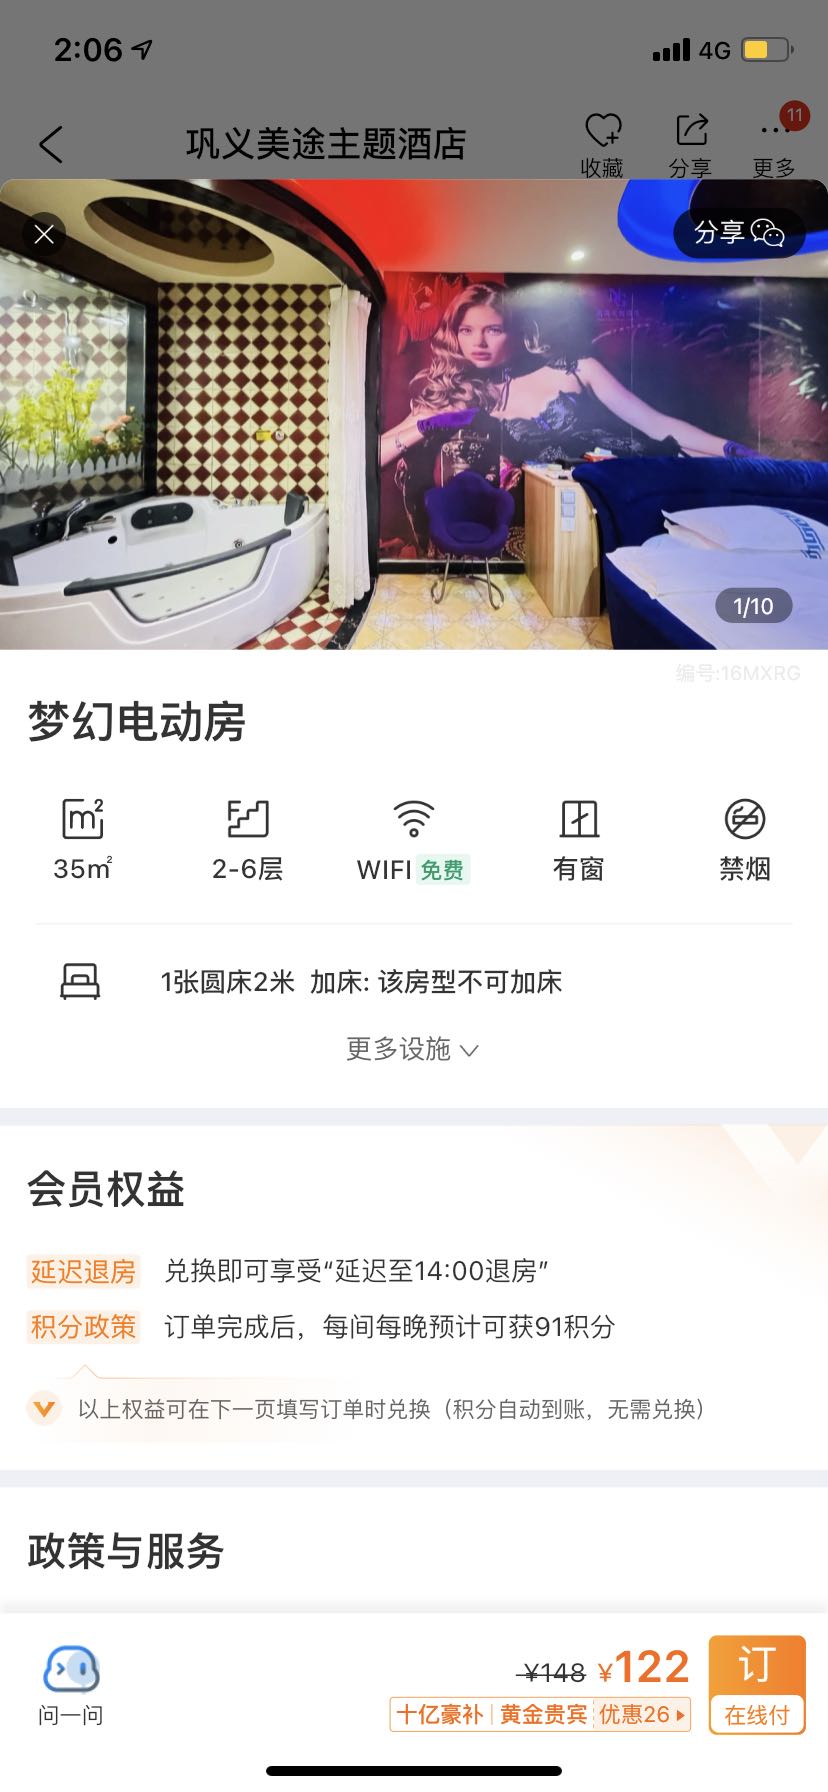 2:06
4G
巩义美途主题酒店
收藏
分享
更多
11
分享
1/10
编号:16MXRG
梦幻电动房
m²
35㎡
2-6层
WIFI 免费
有窗
禁烟
1张圆床2米 加床: 该房型不可加床
更多设施
会员权益
延迟退房 兑换即可享受“延迟至14:00退房”
积分政策 订单完成后，每间每晚预计可获91积分
以上权益可在下一页填写订单时兑换（积分自动到账，无需兑换）
政策与服务
问一问
¥148 ¥122
十亿豪补 黄金贵宾 优惠26
订
在线付